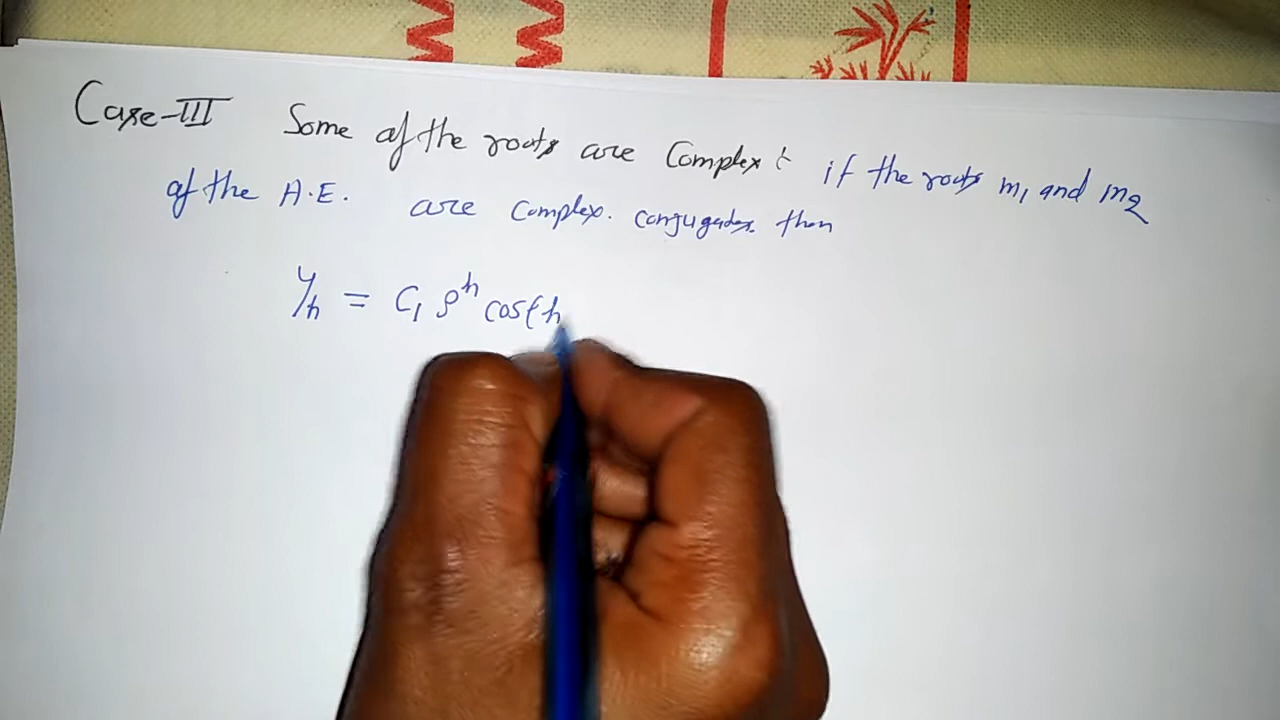 Case-III Some of the roots are Complex : if the roots m1 and m2
of the A.E. are complex. conjugates. then
yh = C1 ρ^h cos(h